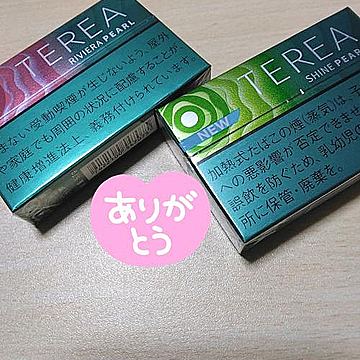 TEREA
RIVIERA PEARL
まない受動喫煙が生じないよう、屋外
や家庭でも周囲の状況に配慮することが、
健康増進法上、義務付けられています。
TEREA
SHINE PEARL
NEW
加熱式たばこの煙(蒸気)は、子
への悪影響が否定できませ
誤飲を防ぐため、乳幼児
所に保管、廃棄を。
ありが
とう